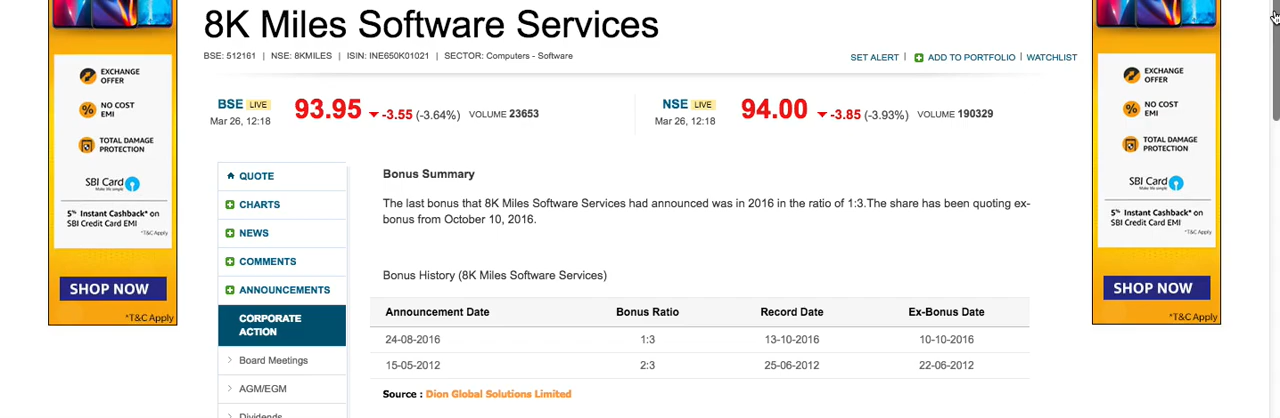 8K Miles Software Services
BSE: 512161 | NSE: 8KMILES | ISIN: INE650K01021 | SECTOR: Computers - Software
SET ALERT | ADD TO PORTFOLIO | WATCHLIST
BSE LIVE
Mar 26, 12:18
93.95 -3.55 (-3.64%) VOLUME 23653
NSE LIVE
Mar 26, 12:18
94.00 -3.85 (-3.93%) VOLUME 190329
EXCHANGE
OFFER
NO COST
EMI
TOTAL DAMAGE
PROTECTION
SBI Card
Make life simple
5% Instant Cashback* on
SBI Credit Card EMI
*T&C Apply
SHOP NOW
*T&C Apply
QUOTE
CHARTS
NEWS
COMMENTS
ANNOUNCEMENTS
CORPORATE
ACTION
Board Meetings
AGM/EGM
Dividends
Bonus Summary
The last bonus that 8K Miles Software Services had announced was in 2016 in the ratio of 1:3.The share has been quoting ex-
bonus from October 10, 2016.
Bonus History (8K Miles Software Services)
Announcement Date Bonus Ratio Record Date Ex-Bonus Date
24-08-2016 1:3 13-10-2016 10-10-2016
15-05-2012 2:3 25-06-2012 22-06-2012
Source : Dion Global Solutions Limited
EXCHANGE
OFFER
NO COST
EMI
TOTAL DAMAGE
PROTECTION
SBI Card
Make life simple
5% Instant Cashback* on
SBI Credit Card EMI
*T&C Apply
SHOP NOW
*T&C Apply